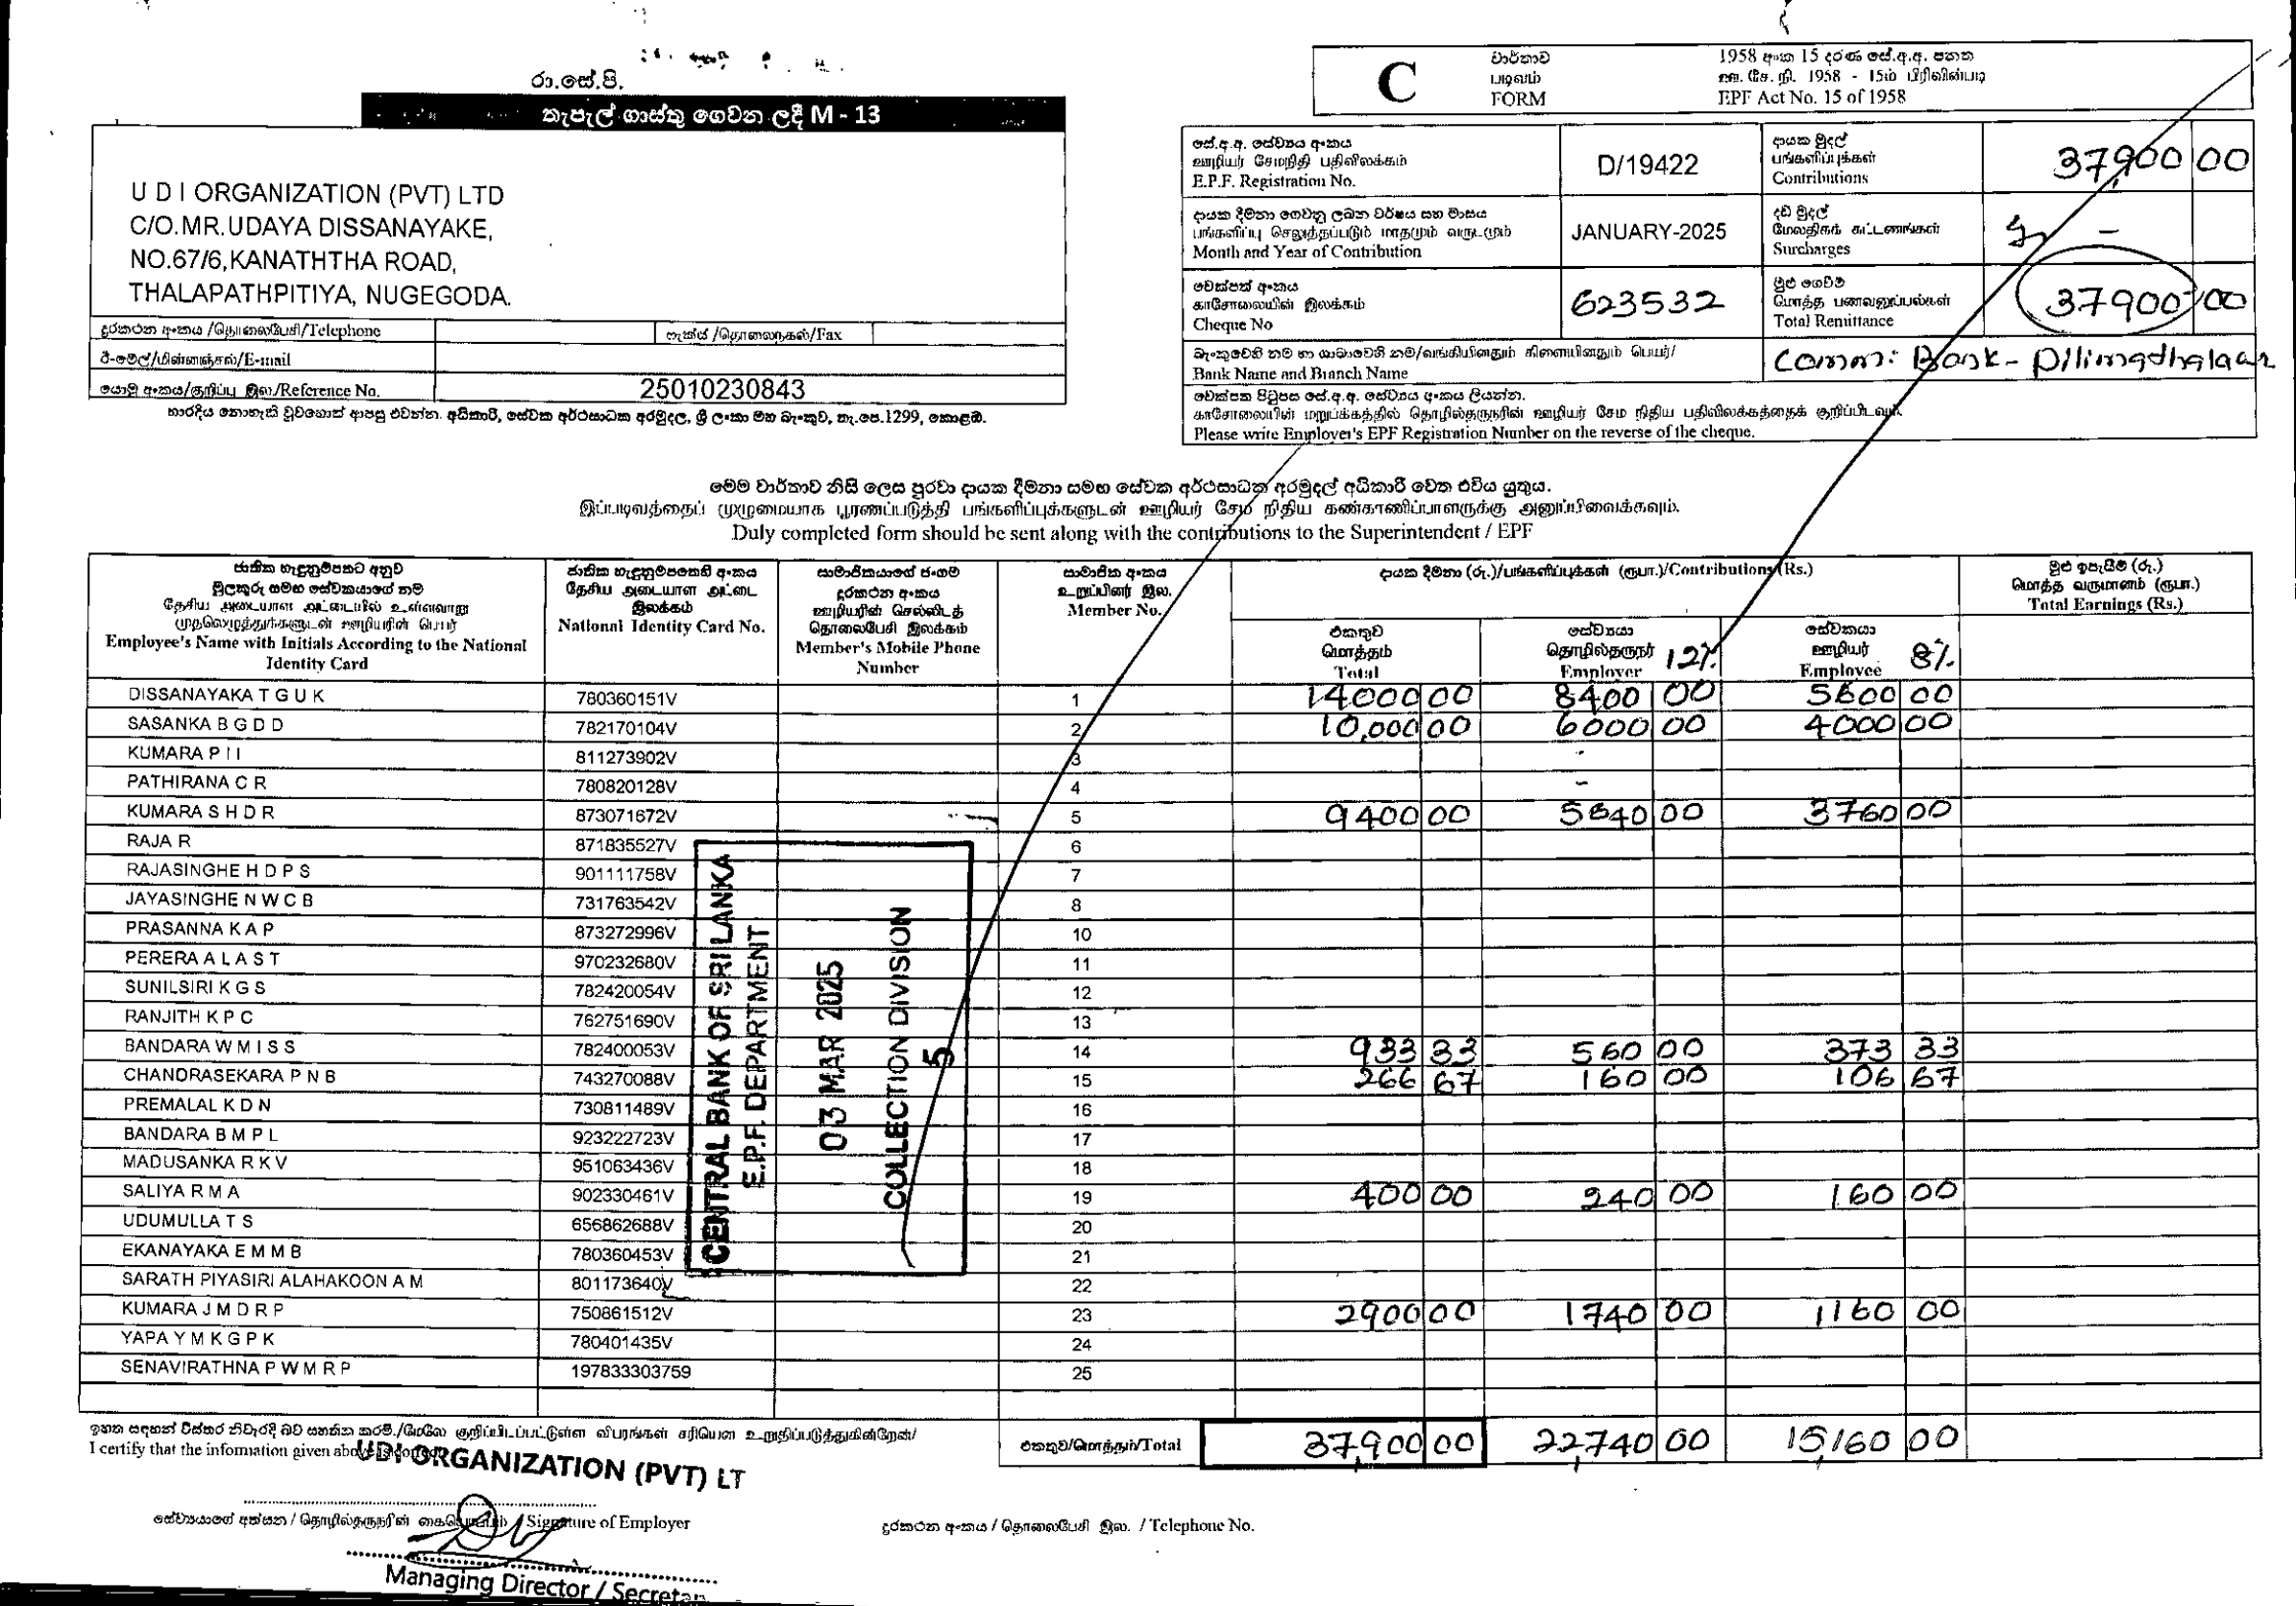 රා.සේ.පි.
තැපැල් ගාස්තු ගෙවන ලදී M - 13
U D I ORGANIZATION (PVT) LTD
C/O.MR.UDAYA DISSANAYAKE,
NO.67/6,KANATHTHA ROAD,
THALAPATHPITIYA, NUGEGODA.
දුරකථන අංකය /தொலைபேசி/Telephone
ෆැක්ස් /தொலைநகல்/Fax
ඊ-මේල්/மின்னஞ்சல்/E-mail
යොමු අංකය/குறிப்பு இல./Reference No. 25010230843
භාරදිය නොහැකි වුවහොත් ආපසු එවන්න. අධිකාරී, සේවක අර්ථසාධක අරමුදල, ශ්‍රී ලංකා මහ බැංකුව, තැ.පෙ.1299, කොළඹ.
C
වාර්තාව
படிவம்
FORM
1958 අංක 15 දරණ සේ.අ.අ. පනත
ஊ. சே. நி. 1958 - 15ம் பிரிவின்படி
EPF Act No. 15 of 1958
සේ.අ.අ. සේව්‍යය අංකය
ஊழியர் சேமநிதி பதிவிலக்கம்
E.P.F. Registration No.
D/19422
දායක මුදල්
பங்களிப்புக்கள்
Contributions
37,900 00
දායක දීමනා ගෙවනු ලබන වර්ෂය සහ මාසය
பங்களிப்பு செலுத்தப்படும் மாதமும் வருடமும்
Month and Year of Contribution
JANUARY-2025
දඩ මුදල්
மேலதிகக் கட்டணங்கள்
Surcharges
-
චෙක්පත් අංකය
காசோலையின் இலக்கம்
Cheque No
623532
මුළු ගෙවීම්
மொத்த பணவனுப்பல்கள்
Total Remittance
37900 00
බැංකුවෙහි නම හා ශාඛාවෙහි නම/வங்கியினதும் கிளையினதும் பெயர்/
Bank Name and Branch Name
Comm: Bank - Pilimadhalawa
චෙක්පත පිටුපස සේ.අ.අ. සේව්‍යය අංකය ලියන්න.
காசோலையின் மறுபக்கத்தில் தொழில்தருநரின் ஊழியர் சேம நிதிய பதிவிலக்கத்தைக் குறிப்பிடவும்.
Please write Employer's EPF Registration Number on the reverse of the cheque.
මෙම වාර්තාව නිසි ලෙස පුරවා දායක දීමනා සමඟ සේවක අර්ථසාධක අරමුදල් අධිකාරී වෙත එවිය යුතුය.
இப்படிவத்தைப் முழுமையாக பூரணப்படுத்தி பங்களிப்புக்களுடன் ஊழியர் சேம நிதிய கண்காணிப்பாளருக்கு அனுப்பிவைக்கவும்.
Duly completed form should be sent along with the contributions to the Superintendent / EPF
ජාතික හැඳුනුම්පතට අනුව
මුලකුරු සමඟ සේවකයාගේ නම
தேசிய அடையாள அட்டையில் உள்ளவாறு
முதலெழுத்துக்களுடன் ஊழியரின் பெயர்
Employee's Name with Initials According to the National
Identity Card
ජාතික හැඳුනුම්පතෙහි අංකය
தேசிய அடையாள அட்டை
இலக்கம்
National Identity Card No.
සාමාජිකයාගේ ජංගම
දුරකථන අංකය
ஊழியரின் செல்லிடத்
தொலைபேசி இலக்கம்
Member's Mobile Phone
Number
සාමාජික අංකය
உறுப்பினர் இல.
Member No.
දායක දීමනා (රු.)/பங்களிப்புக்கள் (ரூபா.)/Contributions (Rs.)
මුළු ඉපැයීම් (රු.)
மொத்த வருமானம் (ரூபா.)
Total Earnings (Rs.)
එකතුව
மொத்தம்
Total
සේව්‍යයා
தொழில்தருநர்
Employer 12%
සේවකයා
ஊழியர்
Employee 8%
DISSANAYAKA T G U K 780360151V 1 14000 00 8400 00 5600 00
SASANKA B G D D 782170104V 2 10,000 00 6000 00 4000 00
KUMARA P I I 811273902V 3 -
PATHIRANA C R 780820128V 4 -
KUMARA S H D R 873071672V 5 9400 00 5640 00 3760 00
RAJA R 871835527V 6
RAJASINGHE H D P S 901111758V 7
JAYASINGHE N W C B 731763542V 8
PRASANNA K A P 873272996V 10
PERERA A L A S T 970232680V 11
SUNILSIRI K G S 782420054V 12
RANJITH K P C 762751690V 13
BANDARA W M I S S 782400053V 14 933 33 560 00 373 33
CHANDRASEKARA P N B 743270088V 15 266 67 160 00 106 67
PREMALAL K D N 730811489V 16
BANDARA B M P L 923222723V 17
MADUSANKA R K V 951063436V 18
SALIYA R M A 902330461V 19 400 00 240 00 160 00
UDUMULLA T S 656862688V 20
EKANAYAKA E M M B 780360453V 21
SARATH PIYASIRI ALAHAKOON A M 801173640V 22
KUMARA J M D R P 750861512V 23 2900 00 1740 00 1160 00
YAPA Y M K G P K 780401435V 24
SENAVIRATHNA P W M R P 197833303759 25
CENTRAL BANK OF SRI LANKA
E.P.F. DEPARTMENT
03 MAR 2025
COLLECTION DIVISION
5
එකතුව/மொத்தம்/Total 37,900 00 22,740 00 15,160 00
ඉහත සඳහන් විස්තර නිවැරදි බව සහතික කරමි./மேலே குறிப்பிடப்பட்டுள்ள விபரங்கள் சரியென உறுதிப்படுத்துகின்றேன்/
I certify that the information given above is correct.
UDI ORGANIZATION (PVT) LT
සේව්‍යයාගේ අත්සන / தொழில்தருநரின் / Signature of Employer
දුරකථන අංකය / தொலைபேசி இல. / Telephone No.
Managing Director / Secretar